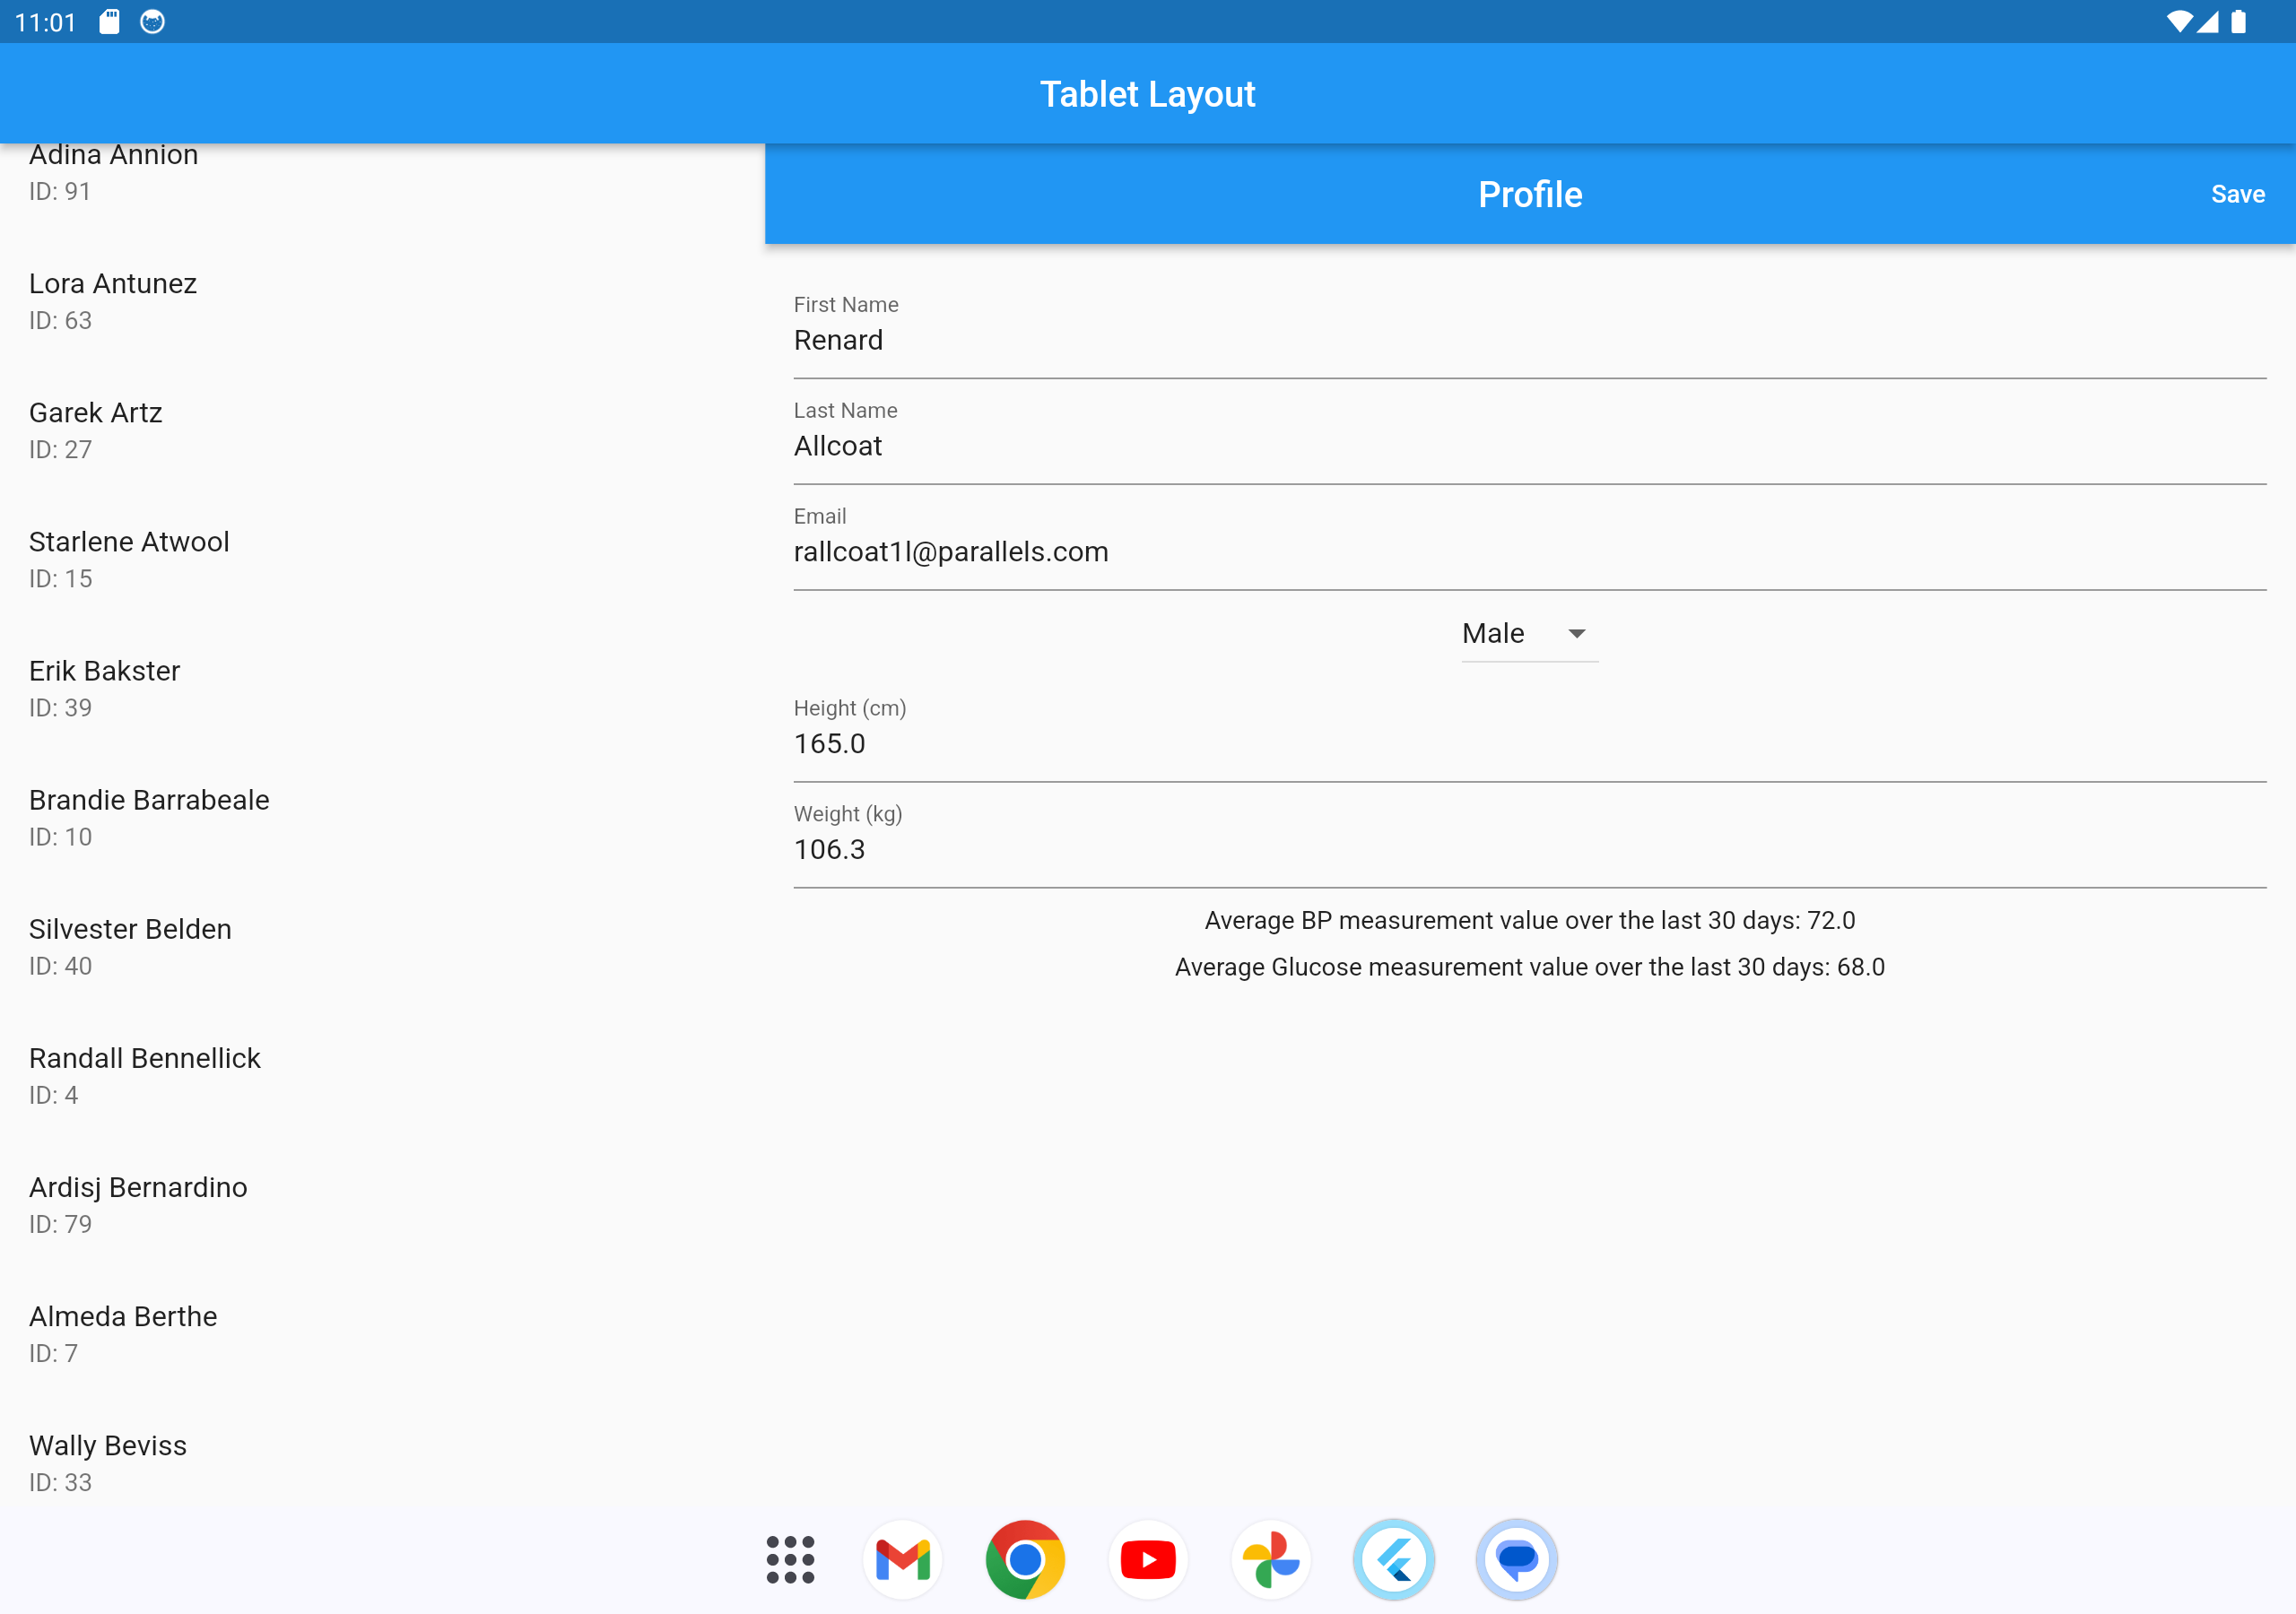 11:01
Tablet Layout
Adina Annion
ID: 91
Lora Antunez
ID: 63
Garek Artz
ID: 27
Starlene Atwool
ID: 15
Erik Bakster
ID: 39
Brandie Barrabeale
ID: 10
Silvester Belden
ID: 40
Randall Bennellick
ID: 4
Ardisj Bernardino
ID: 79
Almeda Berthe
ID: 7
Wally Beviss
ID: 33
Profile
Save
First Name
Renard
Last Name
Allcoat
Email
rallcoat1l@parallels.com
Male
Height (cm)
165.0
Weight (kg)
106.3
Average BP measurement value over the last 30 days: 72.0
Average Glucose measurement value over the last 30 days: 68.0